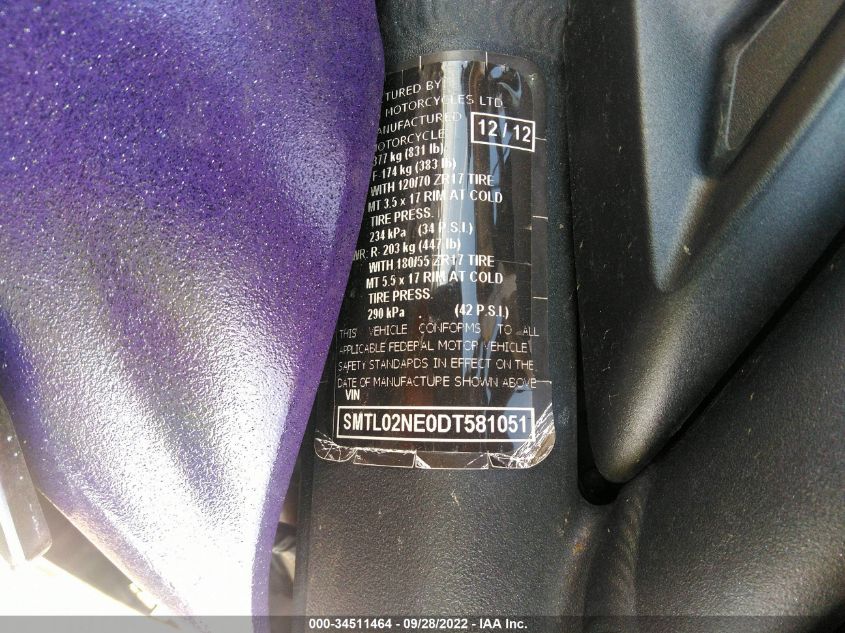 TURED BY
MOTORCYCLES LTD
ANUFACTURED
12/12
MOTORCYCLE
377 kg (831 lb)
F-174 kg (383 lb)
WITH 120/70 ZR17 TIRE
MT 3.5 x 17 RIM AT COLD
TIRE PRESS.
234 kPa (34 P.S.I.)
WR: R- 203 kg (447 lb)
WITH 180/55 ZR17 TIRE
MT 5.5 x 17 RIM AT COLD
TIRE PRESS.
290 kPa (42 P.S.I.)
THIS VEHICLE CONFORMS TO ALL
APPLICABLE FEDERAL MOTOR VEHICLE
SAFETY STANDARDS IN EFFECT ON THE
DATE OF MANUFACTURE SHOWN ABOVE
VIN
SMTL02NE0DT581051
000-34511464 - 09/28/2022 - IAA Inc.